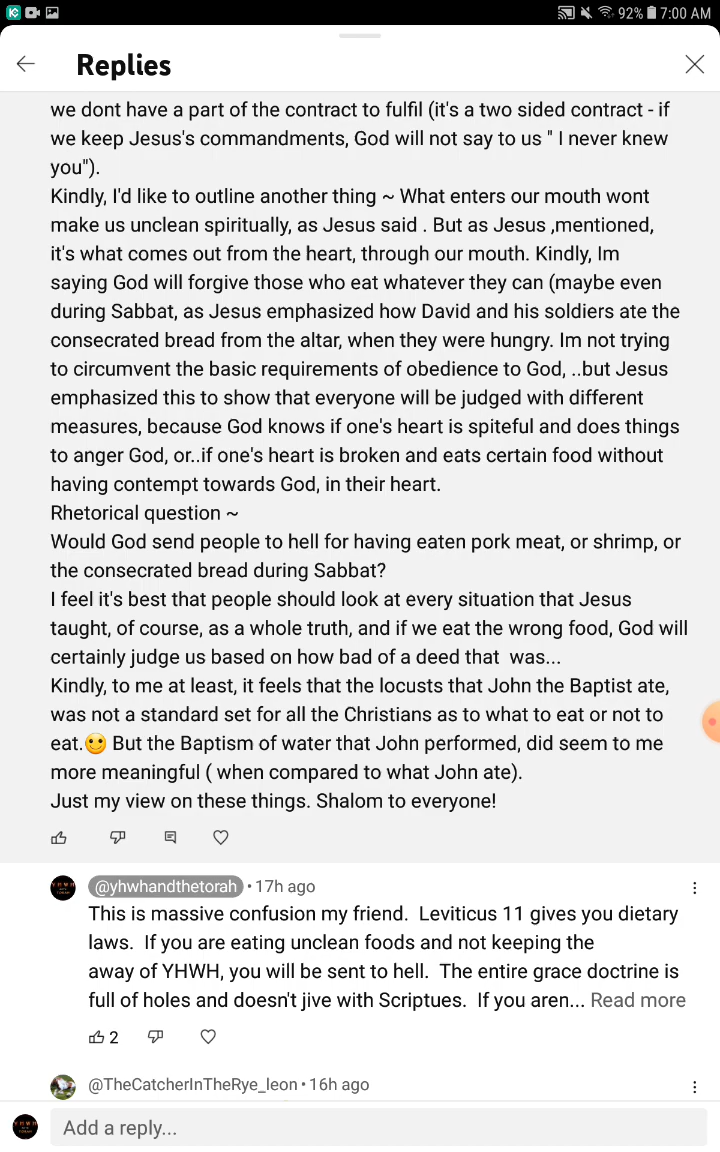 92% 7:00 AM
Replies
we dont have a part of the contract to fulfil (it's a two sided contract - if
we keep Jesus's commandments, God will not say to us " I never knew
you").
Kindly, I'd like to outline another thing ~ What enters our mouth wont
make us unclean spiritually, as Jesus said . But as Jesus ,mentioned,
it's what comes out from the heart, through our mouth. Kindly, Im
saying God will forgive those who eat whatever they can (maybe even
during Sabbat, as Jesus emphasized how David and his soldiers ate the
consecrated bread from the altar, when they were hungry. Im not trying
to circumvent the basic requirements of obedience to God, ..but Jesus
emphasized this to show that everyone will be judged with different
measures, because God knows if one's heart is spiteful and does things
to anger God, or..if one's heart is broken and eats certain food without
having contempt towards God, in their heart.
Rhetorical question ~
Would God send people to hell for having eaten pork meat, or shrimp, or
the consecrated bread during Sabbat?
I feel it's best that people should look at every situation that Jesus
taught, of course, as a whole truth, and if we eat the wrong food, God will
certainly judge us based on how bad of a deed that  was...
Kindly, to me at least, it feels that the locusts that John the Baptist ate,
was not a standard set for all the Christians as to what to eat or not to
eat.🙂 But the Baptism of water that John performed, did seem to me
more meaningful ( when compared to what John ate).
Just my view on these things. Shalom to everyone!
@yhwhandthetorah • 17h ago
This is massive confusion my friend.  Leviticus 11 gives you dietary
laws.  If you are eating unclean foods and not keeping the
away of YHWH, you will be sent to hell.  The entire grace doctrine is
full of holes and doesn't jive with Scriptues.  If you aren... Read more
2
@TheCatcherInTheRye_leon • 16h ago
Add a reply...